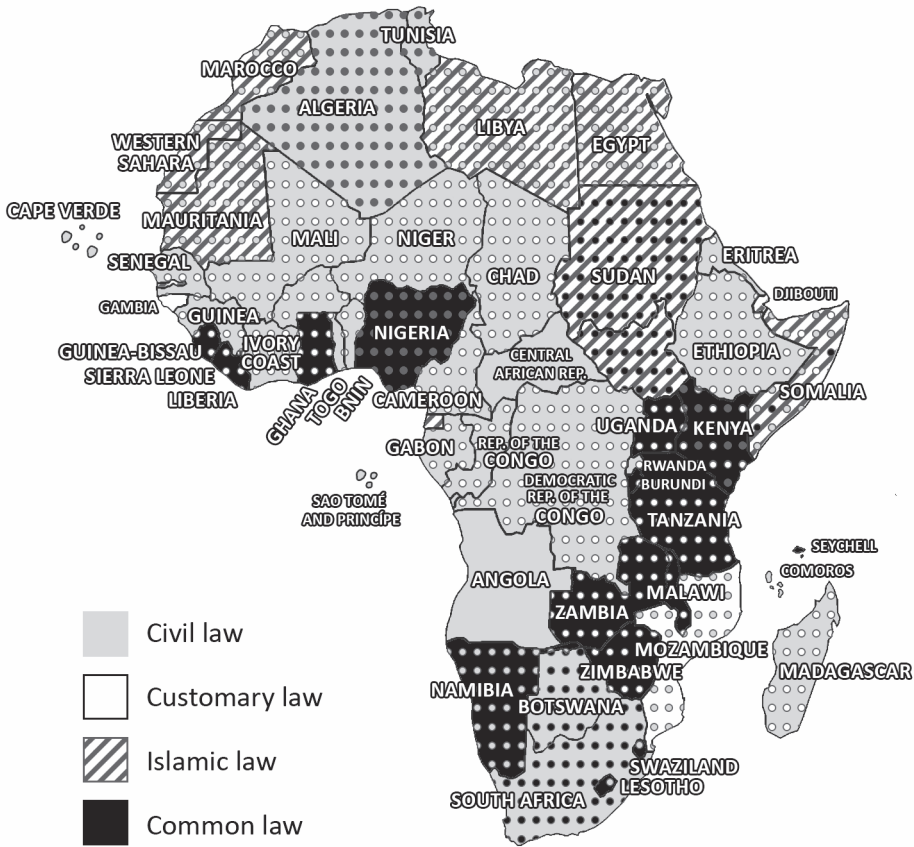 TUNISIA
MAROCCO
ALGERIA
LIBYA
EGYPT
WESTERN
SAHARA
CAPE VERDE
MAURITANIA
MALI
NIGER
CHAD
SUDAN
ERITREA
SENEGAL
DJIBOUTI
GAMBIA
GUINEA
NIGERIA
GUINEA-BISSAU
IVORY
COAST
CENTRAL
AFRICAN REP.
ETHIOPIA
SIERRA LEONE
LIBERIA
GHANA
TOGO
BNIN
CAMEROON
SOMALIA
UGANDA
KENYA
GABON
REP. OF THE
CONGO
RWANDA
BURUNDI
DEMOCRATIC
REP. OF THE
CONGO
SAO TOMÉ
AND PRINCÍPE
TANZANIA
SEYCHELL
COMOROS
ANGOLA
MALAWI
ZAMBIA
MOZAMBIQUE
ZIMBABWE
MADAGASCAR
NAMIBIA
BOTSWANA
SWAZILAND
LESOTHO
SOUTH AFRICA
Civil law
Customary law
Islamic law
Common law